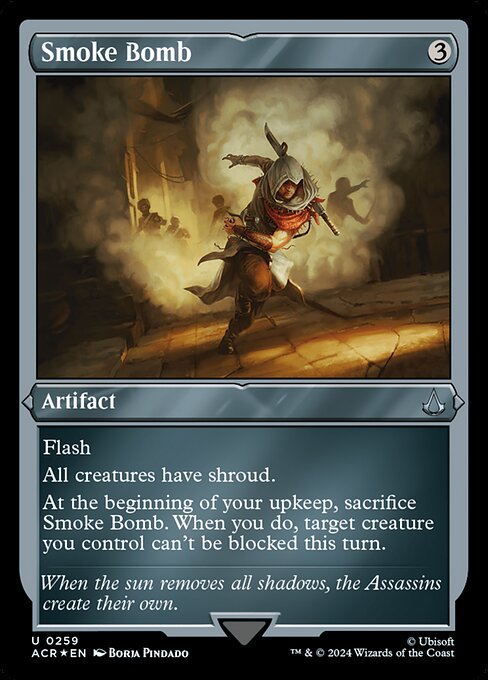 Smoke Bomb 3
Artifact
Flash
All creatures have shroud.
At the beginning of your upkeep, sacrifice
Smoke Bomb. When you do, target creature
you control can't be blocked this turn.
When the sun removes all shadows, the Assassins
create their own.
U 0259
ACR★EN Borja Pindado
© Ubisoft
™ & © 2024 Wizards of the Coast